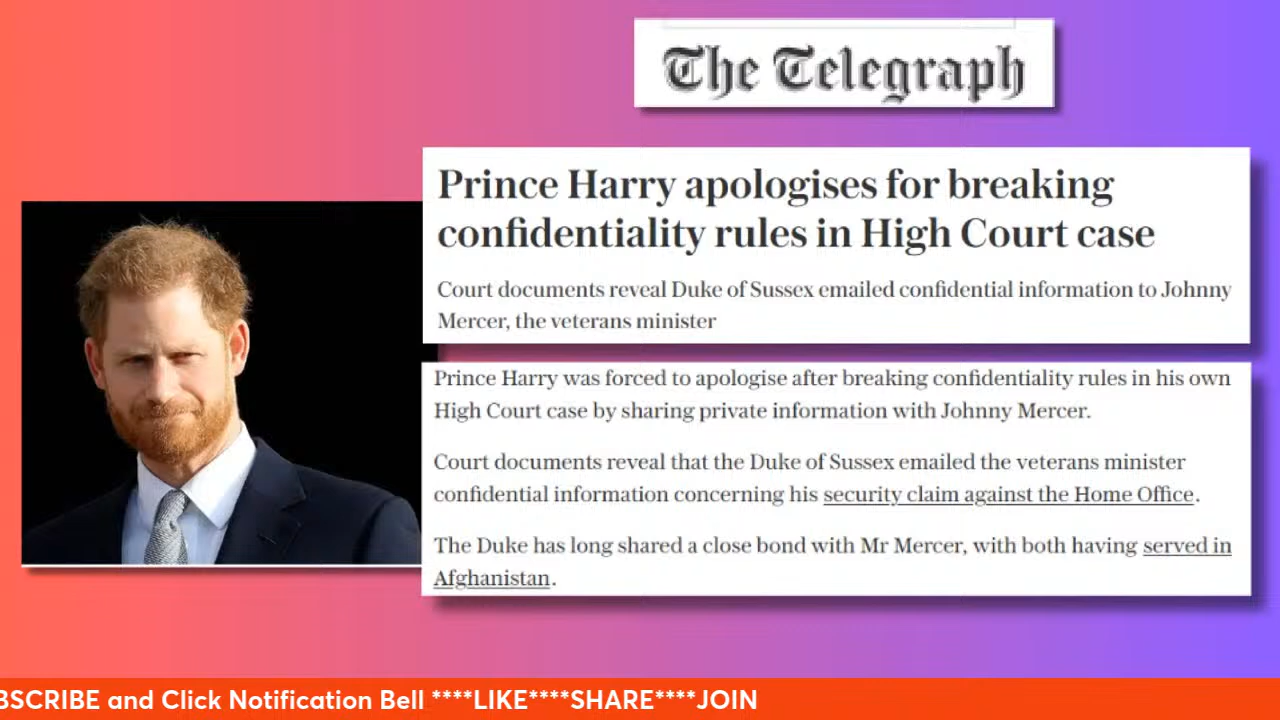 The Telegraph
Prince Harry apologises for breaking
confidentiality rules in High Court case
Court documents reveal Duke of Sussex emailed confidential information to Johnny
Mercer, the veterans minister
Prince Harry was forced to apologise after breaking confidentiality rules in his own
High Court case by sharing private information with Johnny Mercer.
Court documents reveal that the Duke of Sussex emailed the veterans minister
confidential information concerning his security claim against the Home Office.
The Duke has long shared a close bond with Mr Mercer, with both having served in
Afghanistan.
BSCRIBE and Click Notification Bell ****LIKE****SHARE****JOIN